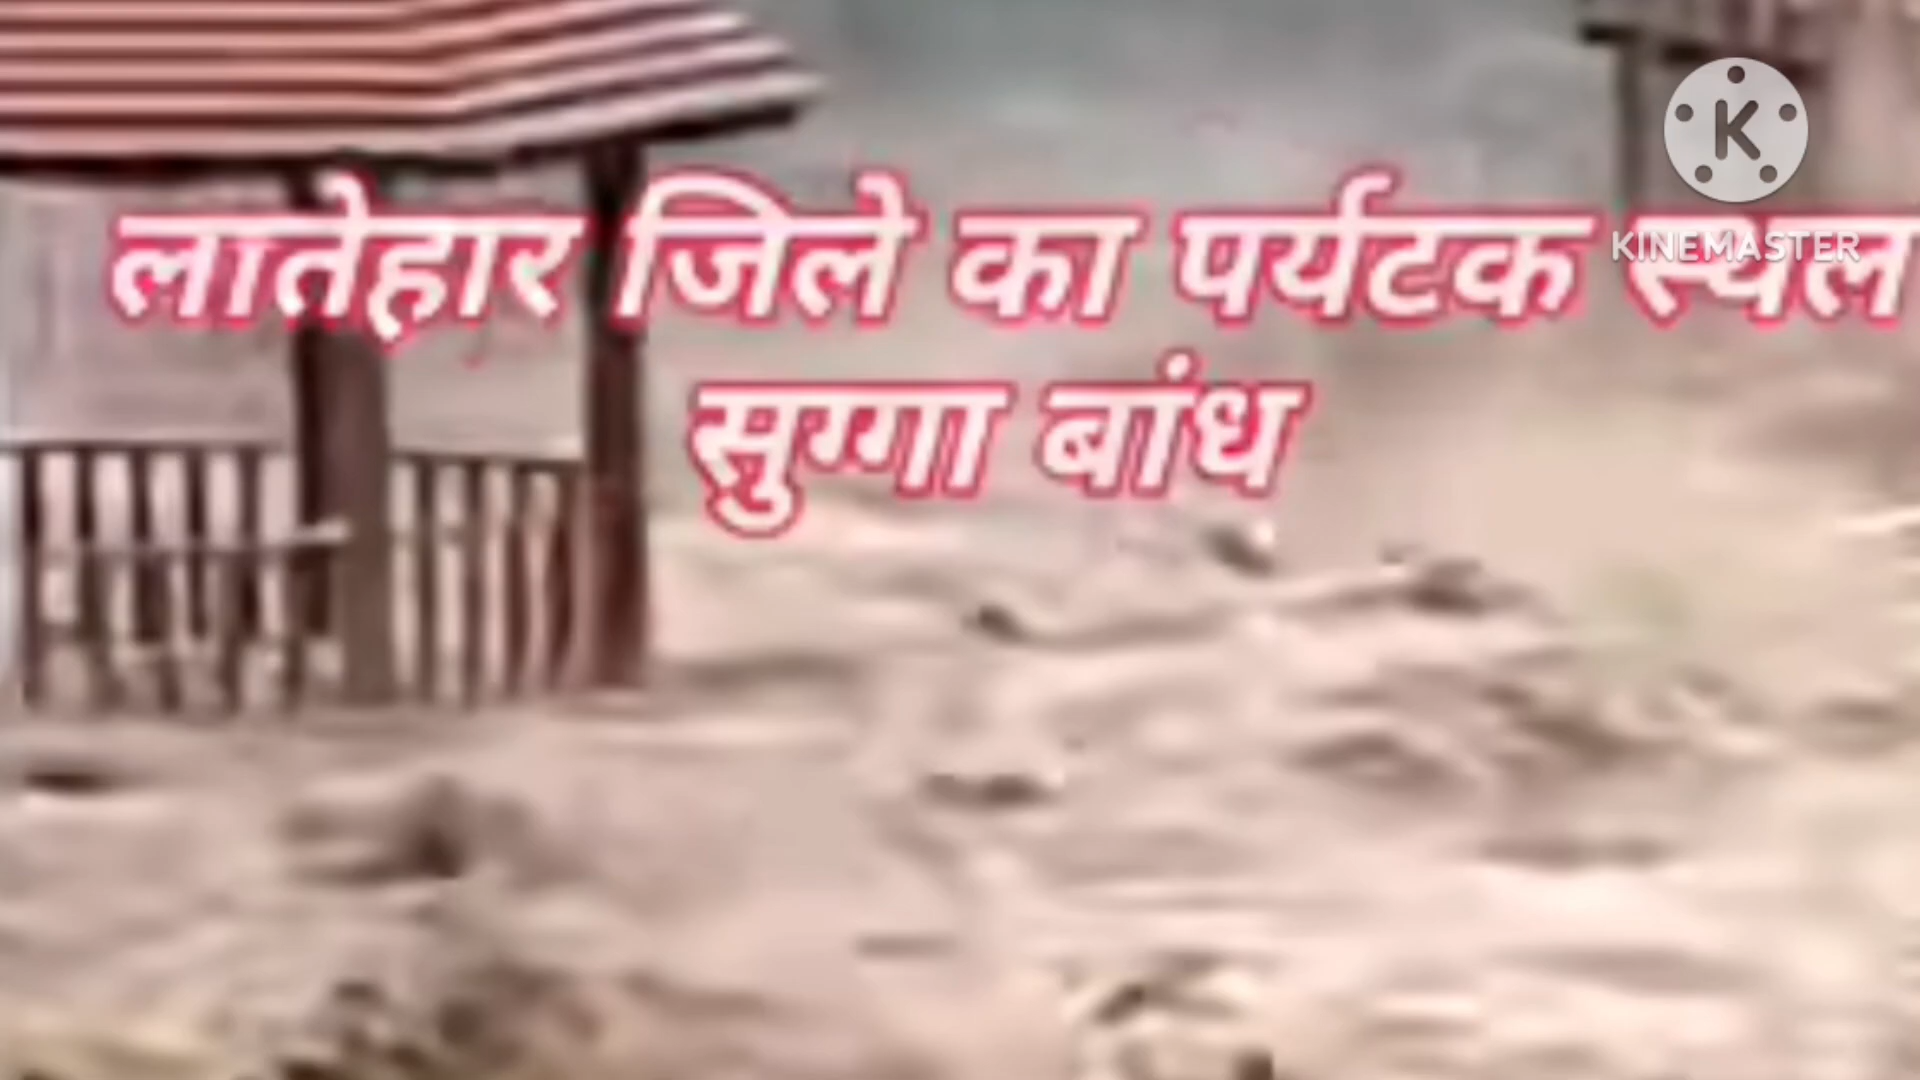 K
KINEMASTER
लातेहार जिले का पर्यटक स्थल
सुग्गा बांध